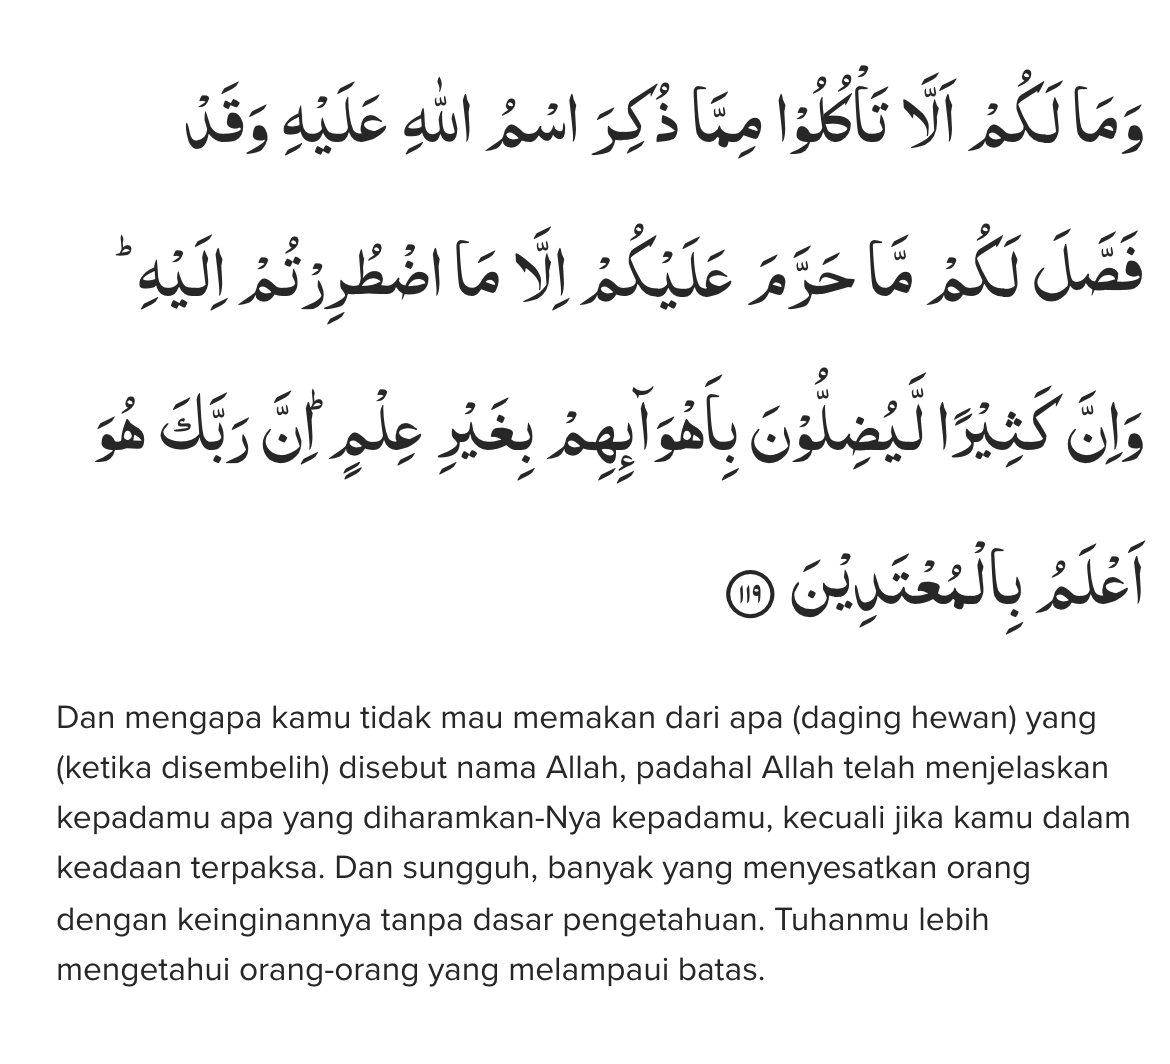 وَمَا لَكُمْ اَلَّا تَأْكُلُوْا مِمَّا ذُكِرَ اسْمُ اللّٰهِ عَلَيْهِ وَقَدْ
فَصَّلَ لَكُمْ مَّا حَرَّمَ عَلَيْكُمْ اِلَّا مَا اضْطُرِرْتُمْ اِلَيْهِ ۗ
وَاِنَّ كَثِيْرًا لَّيُضِلُّوْنَ بِاَهْوَاۤىِٕهِمْ بِغَيْرِ عِلْمٍ ۗاِنَّ رَبَّكَ هُوَ
اَعْلَمُ بِالْمُعْتَدِيْنَ ١١٩
Dan mengapa kamu tidak mau memakan dari apa (daging hewan) yang
(ketika disembelih) disebut nama Allah, padahal Allah telah menjelaskan
kepadamu apa yang diharamkan-Nya kepadamu, kecuali jika kamu dalam
keadaan terpaksa. Dan sungguh, banyak yang menyesatkan orang
dengan keinginannya tanpa dasar pengetahuan. Tuhanmu lebih
mengetahui orang-orang yang melampaui batas.